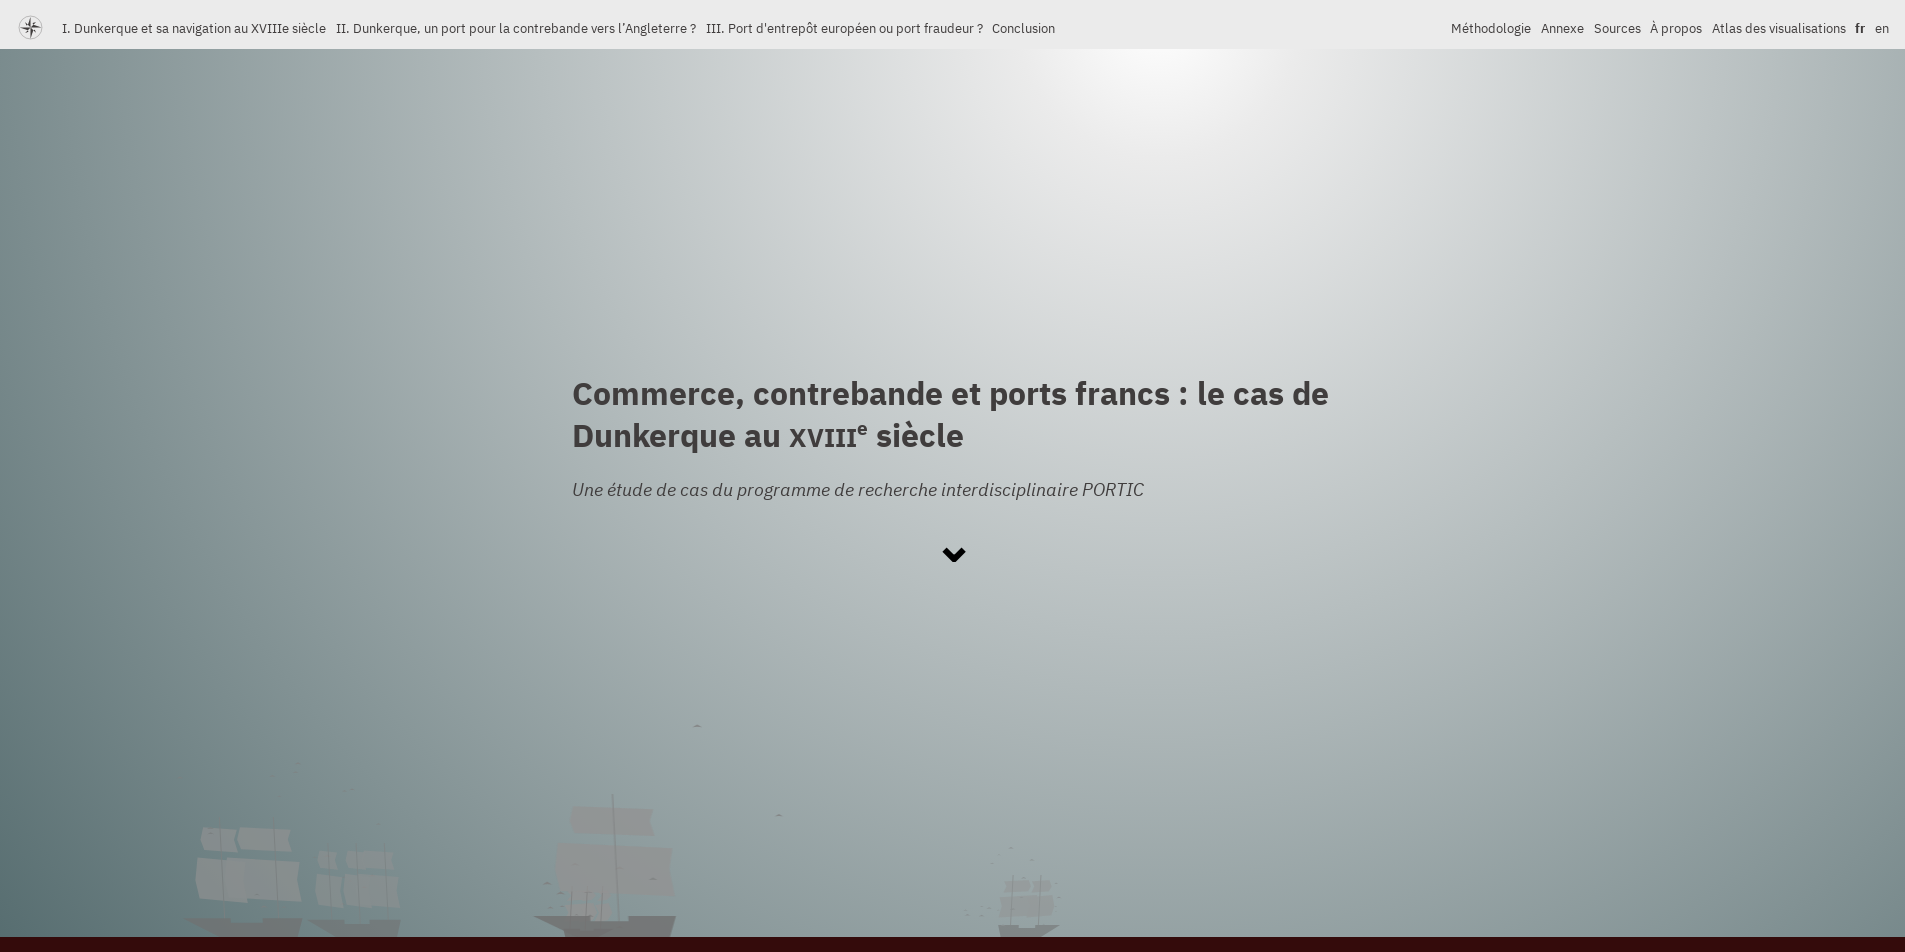 I. Dunkerque et sa navigation au XVIIIe siècle II. Dunkerque, un port pour la contrebande vers l’Angleterre ? III. Port d'entrepôt européen ou port fraudeur ? Conclusion Méthodologie Annexe Sources À propos Atlas des visualisations fr en
Commerce, contrebande et ports francs : le cas de
Dunkerque au XVIIIe siècle
Une étude de cas du programme de recherche interdisciplinaire PORTIC